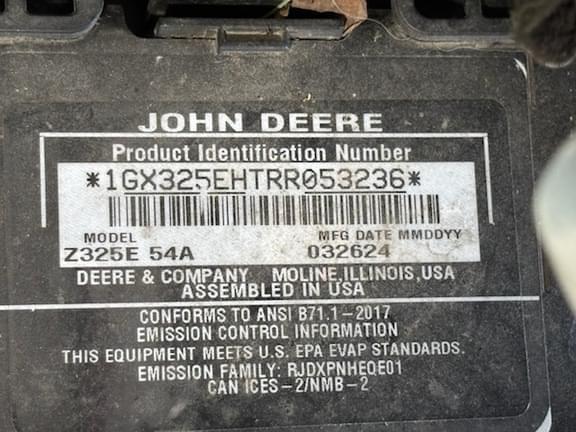 JOHN DEERE
Product Identification Number
*1GX325EHTRR053236*
MODEL MFG DATE MMDDYY
Z325E 54A 032624
DEERE & COMPANY MOLINE,ILLINOIS,USA
ASSEMBLED IN USA
CONFORMS TO ANSI B71.1-2017
EMISSION CONTROL INFORMATION
THIS EQUIPMENT MEETS U.S. EPA EVAP STANDARDS.
EMISSION FAMILY: RJDXPNHEQE01
CAN ICES-2/NMB-2